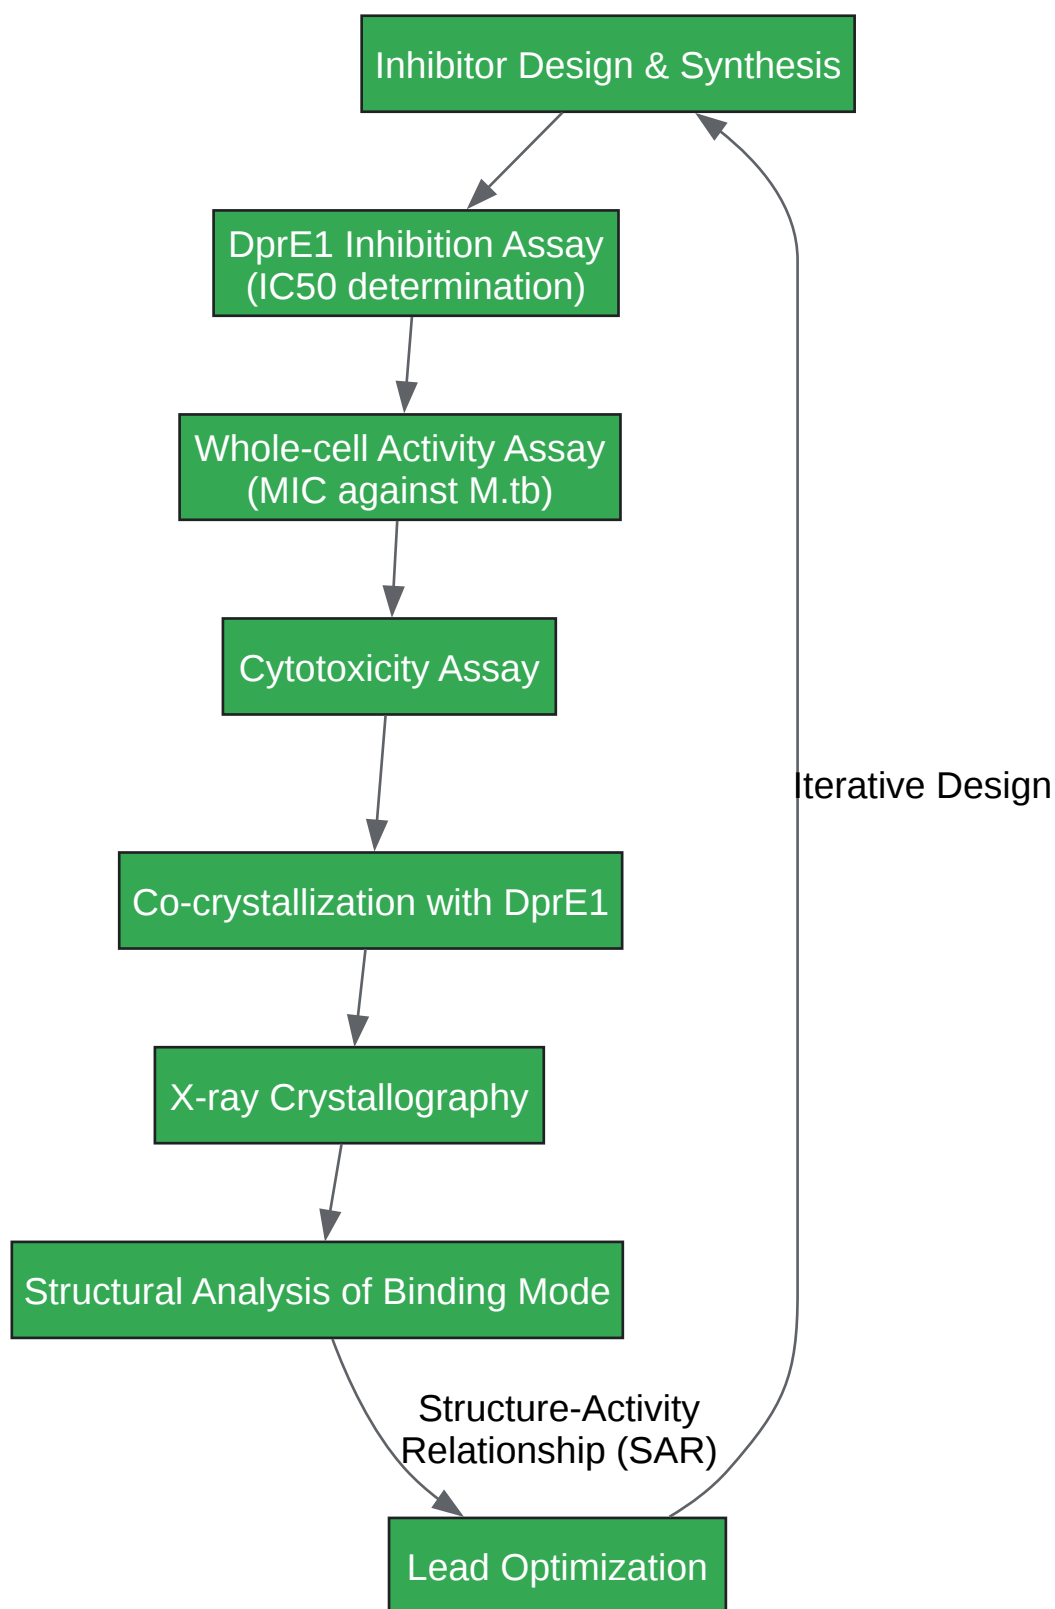 Inhibitor Design & Synthesis
DprE1 Inhibition Assay
(IC50 determination)
Whole-cell Activity Assay
(MIC against M.tb)
Cytotoxicity Assay
Iterative Design
Co-crystallization with DprE1
X-ray Crystallography
Structural Analysis of Binding Mode
Structure-Activity
Relationship (SAR)
Lead Optimization